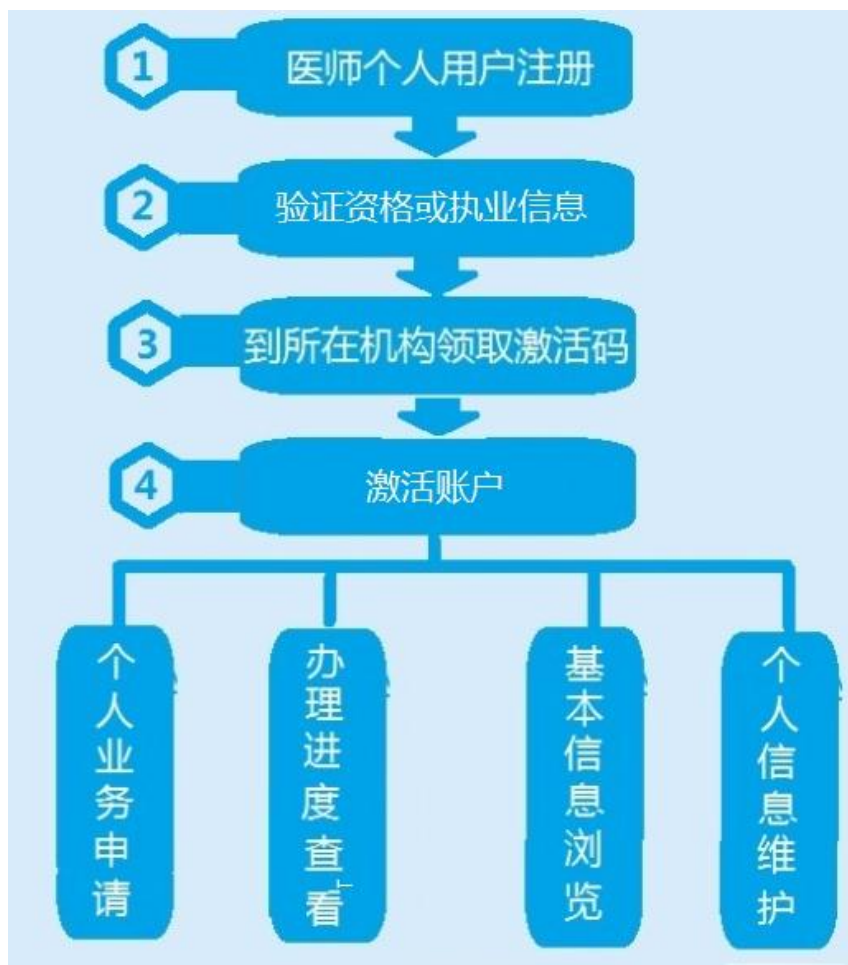 1
医师个人用户注册
2
验证资格或执业信息
3
到所在机构领取激活码
4
激活账户
个人业务申请
办理进度查看
基本信息浏览
个人信息维护